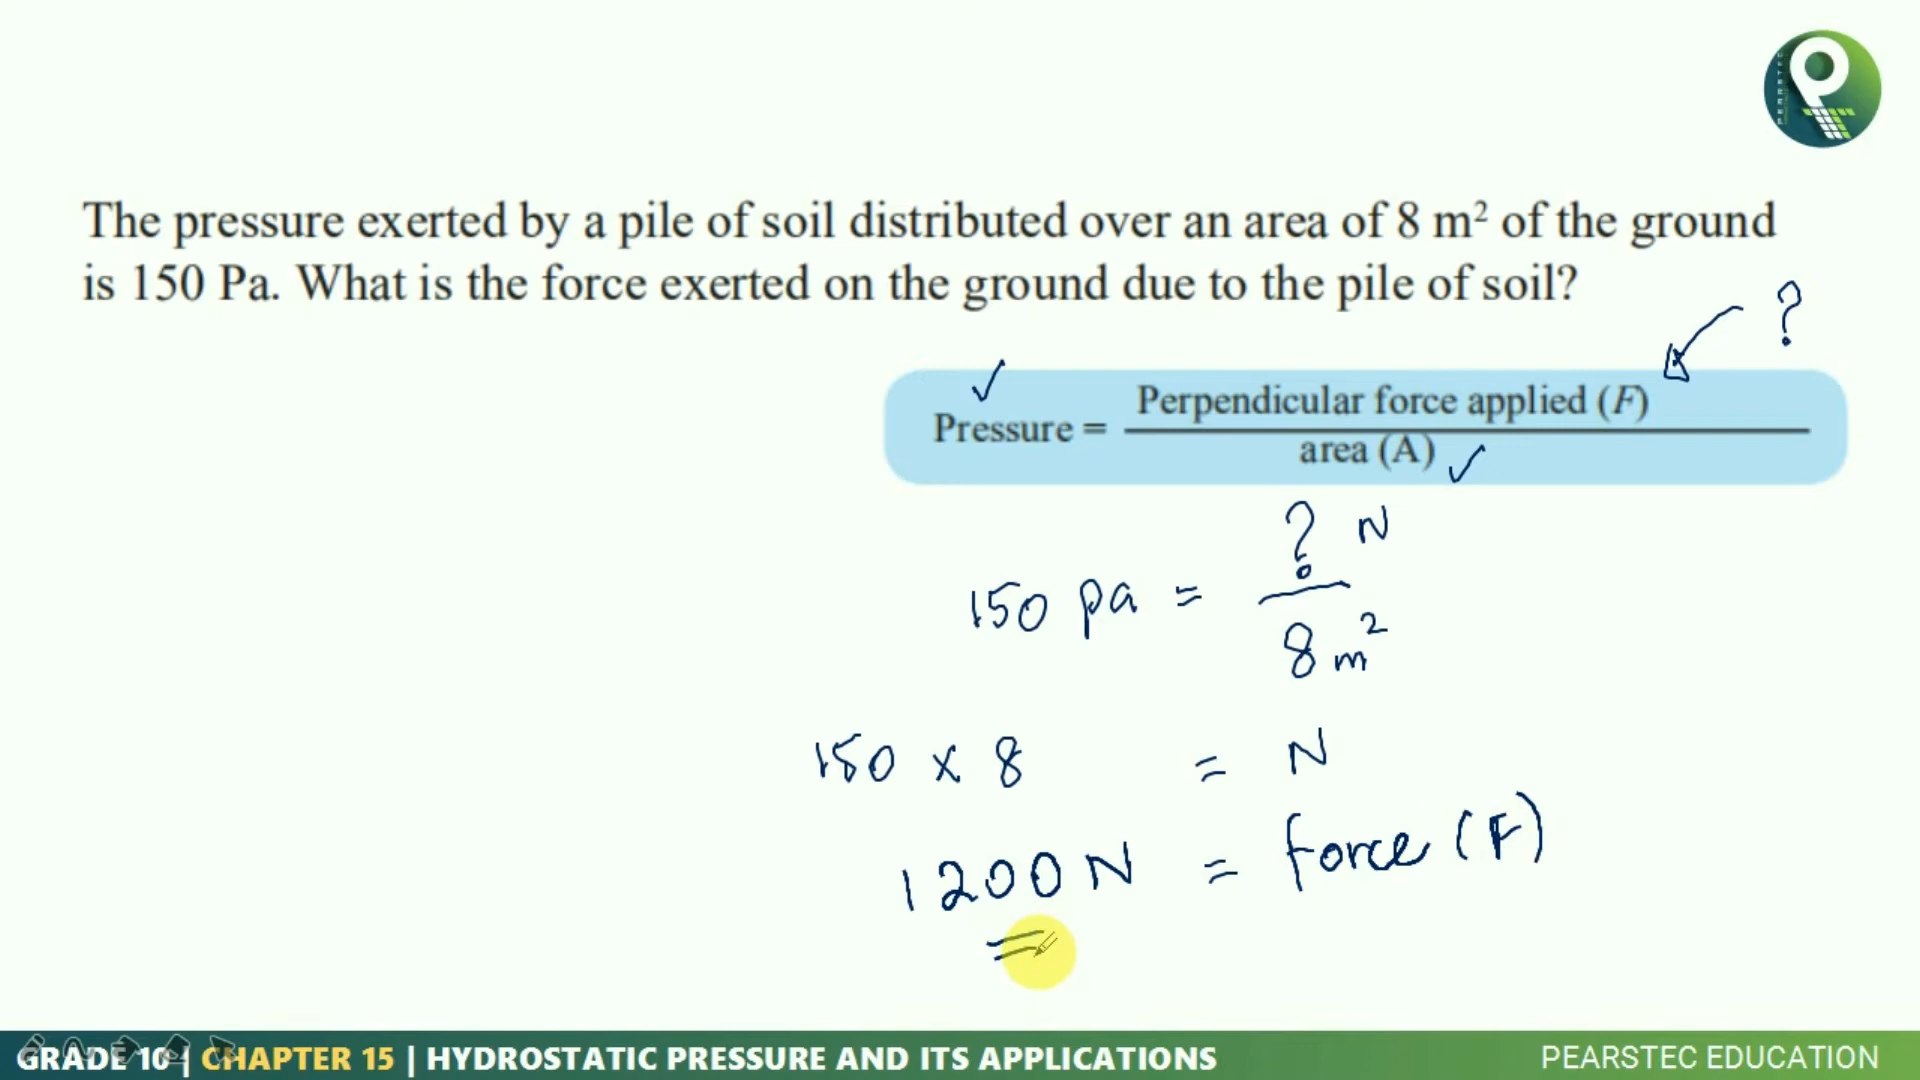 The pressure exerted by a pile of soil distributed over an area of 8 m² of the ground
is 150 Pa. What is the force exerted on the ground due to the pile of soil?
?
✓
Pressure = Perpendicular force applied (F)
area (A) ✓
? N
150 pa =
8 m²
150 × 8 = N
1200 N = force (F)
PEARSTEC
GRADE 10 | CHAPTER 15 | HYDROSTATIC PRESSURE AND ITS APPLICATIONS
PEARSTEC EDUCATION